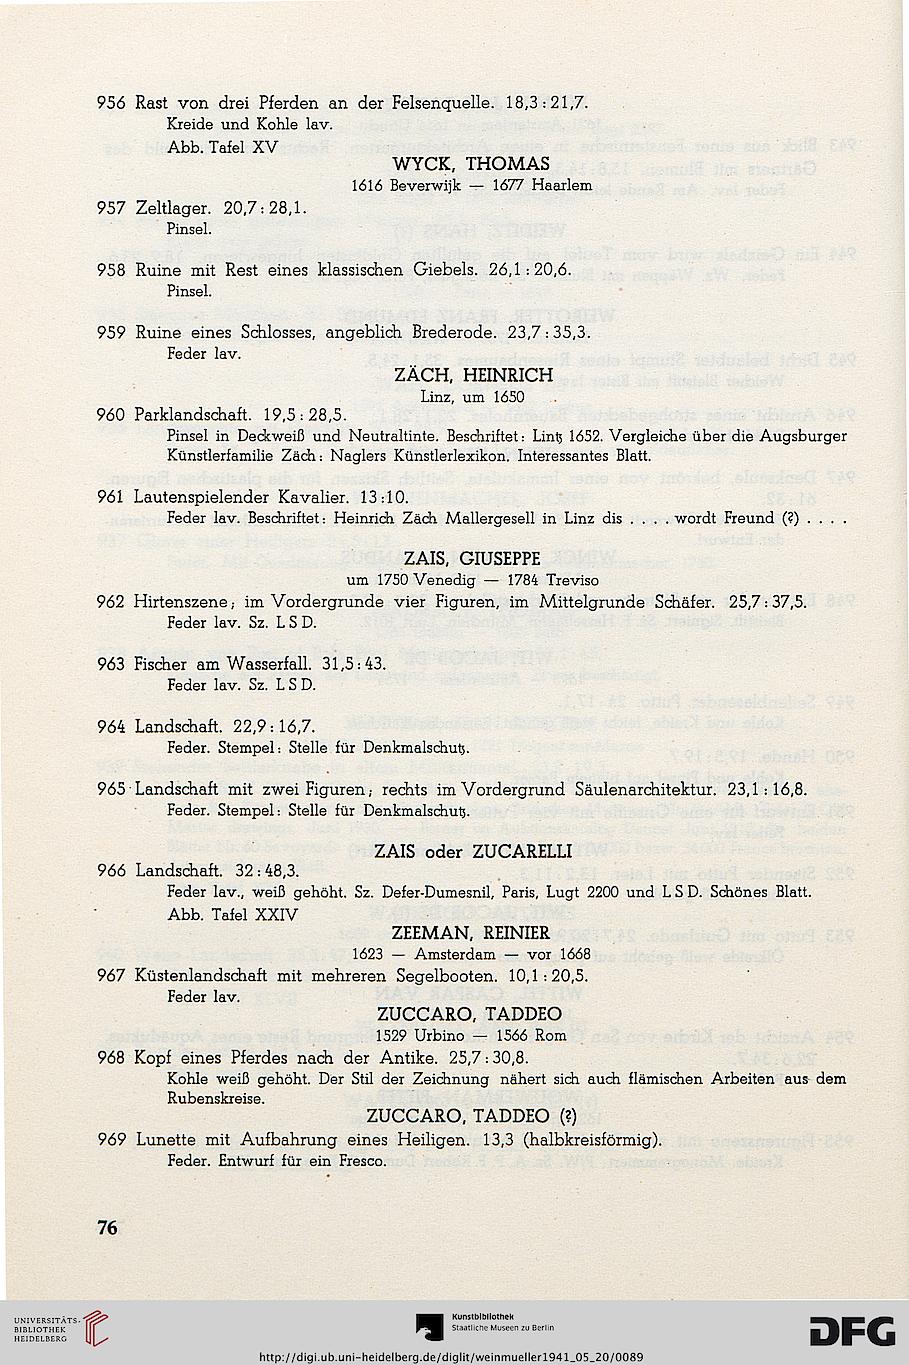 956 Rast von drei Pferden an der Felsenquelle. 18,3 : 21,7.
Kreide und Kohle lav.
Abb. Tafel XV
WYCK, THOMAS
1616 Beverwijk — 1677 Haarlem
957 Zeltlager. 20,7 : 28,1.
Pinsel.
958 Ruine mit Rest eines klassischen Giebels. 26,1 : 20,6.
Pinsel.
959 Ruine eines Schlosses, angeblich Brederode. 23,7 : 35,3.
Feder lav.
ZÄCH, HEINRICH
Linz, um 1650
960 Parklandschaft. 19,5 : 28,5.
Pinsel in Deckweiß und Neutraltinte. Beschriftet: Lintz 1652. Vergleiche über die Augsburger
Künstlerfamilie Zäch: Naglers Künstlerlexikon. Interessantes Blatt.
961 Lautenspielender Kavalier. 13 : 10.
Feder lav. Beschriftet: Heinrich Zäch Mallergesell in Linz dis . . . . wordt Freund (?) . . . .
ZAIS, GIUSEPPE
um 1750 Venedig — 1784 Treviso
962 Hirtenszene; im Vordergrunde vier Figuren, im Mittelgrunde Schäfer. 25,7 : 37,5.
Feder lav. Sz. L S D.
963 Fischer am Wasserfall. 31,5 : 43.
Feder lav. Sz. L S D.
964 Landschaft. 22,9 : 16,7.
Feder. Stempel: Stelle für Denkmalschutz.
965 Landschaft mit zwei Figuren; rechts im Vordergrund Säulenarchitektur. 23,1 : 16,8.
Feder. Stempel: Stelle für Denkmalschutz.
ZAIS oder ZUCARELLI
966 Landschaft. 32 : 48,3.
Feder lav., weiß gehöht. Sz. Defer-Dumesnil, Paris, Lugt 2200 und L S D. Schönes Blatt.
Abb. Tafel XXIV
ZEEMAN, REINIER
1623 — Amsterdam — vor 1668
967 Küstenlandschaft mit mehreren Segelbooten. 10,1 : 20,5.
Feder lav.
ZUCCARO, TADDEO
1529 Urbino — 1566 Rom
968 Kopf eines Pferdes nach der Antike. 25,7 : 30,8.
Kohle weiß gehöht. Der Stil der Zeichnung nähert sich auch flämischen Arbeiten aus dem
Rubenskreise.
ZUCCARO, TADDEO (?)
969 Lunette mit Aufbahrung eines Heiligen. 13,3 (halbkreisförmig).
Feder. Entwurf für ein Fresco.
76
UNIVERSITÄTS-
BIBLIOTHEK
HEIDELBERG
Kunstbibliothek
Staatliche Museen zu Berlin
DFG
http://digi.ub.uni-heidelberg.de/diglit/weinmueller1941_05_20/0089